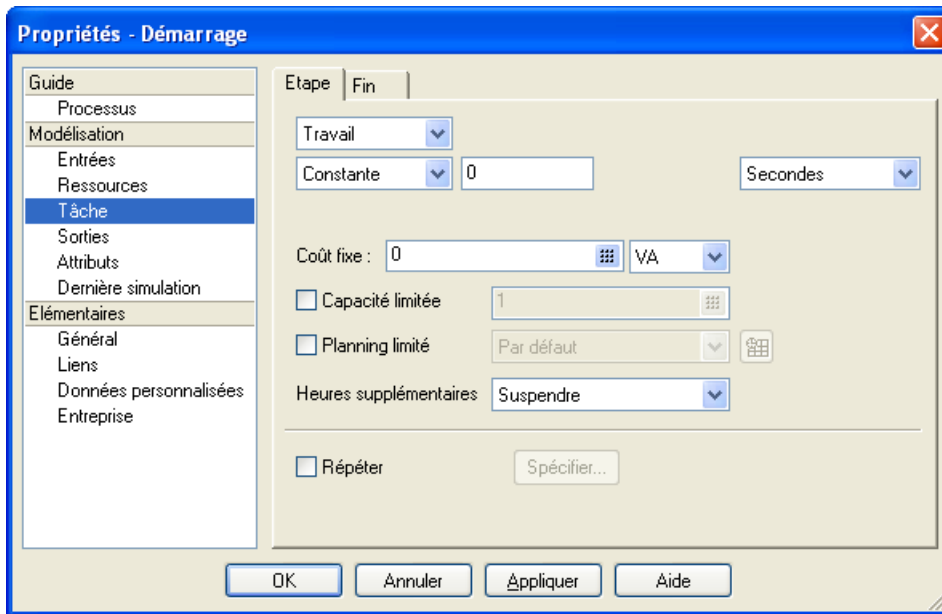 Propriétés - Démarrage
Guide
Processus
Modélisation
Entrées
Ressources
Tâche
Sorties
Attributs
Dernière simulation
Elémentaires
Général
Liens
Données personnalisées
Entreprise
Etape Fin
Travail
Constante 0 Secondes
Coût fixe : 0 VA
Capacité limitée 1
Planning limité Par défaut
Heures supplémentaires Suspendre
Répéter Spécifier...
OK Annuler Appliquer Aide